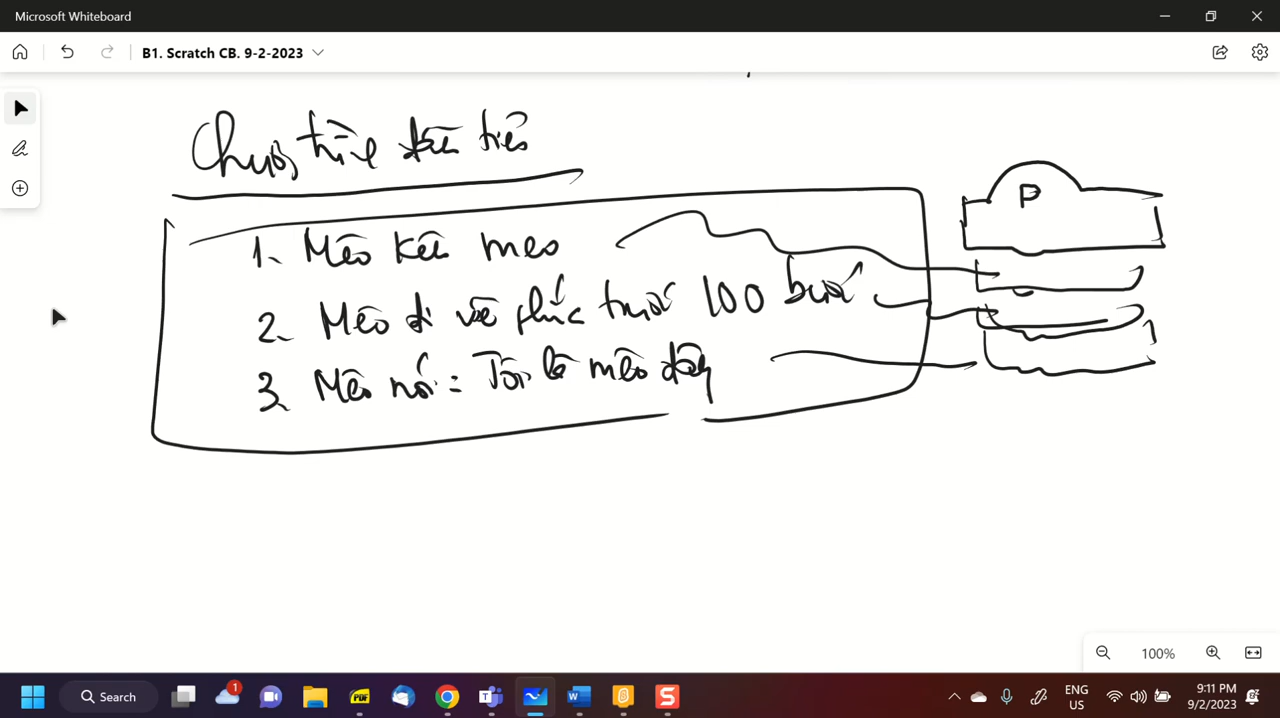 Microsoft Whiteboard
B1. Scratch CB. 9-2-2023
Chương trình đầu tiên
1. Mèo kêu meo
2. Mèo đi về phía trước 100 bước
3. Mèo nói: Tôi là mèo đây
P
100%
Search
1
PDF
W
S
ENG
US
9:11 PM
9/2/2023